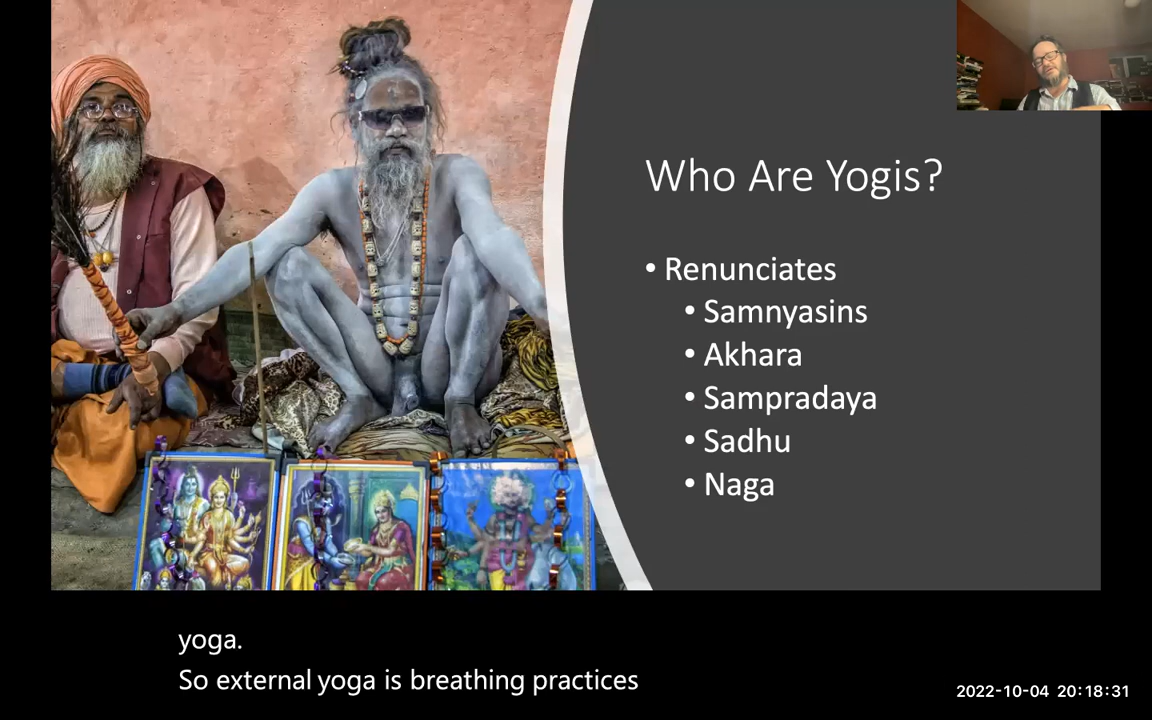 Who Are Yogis?
• Renunciates
• Samnyasins
• Akhara
• Sampradaya
• Sadhu
• Naga
yoga.
So external yoga is breathing practices
2022-10-04 20:18:31